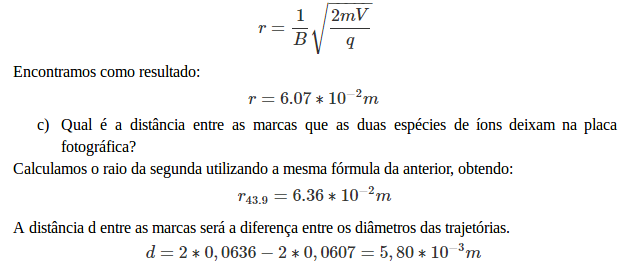 r = \frac{1}{B} \sqrt{\frac{2mV}{q}}
Encontramos como resultado:
r = 6.07 ∗ 10^{−2}m
c) Qual é a distância entre as marcas que as duas espécies de íons deixam na placa
fotográfica?
Calculamos o raio da segunda utilizando a mesma fórmula da anterior, obtendo:
r_{43.9} = 6.36 ∗ 10^{−2}m
A distância d entre as marcas será a diferença entre os diâmetros das trajetórias.
d = 2 ∗ 0,0636 − 2 ∗ 0,0607 = 5,80 ∗ 10^{−3}m